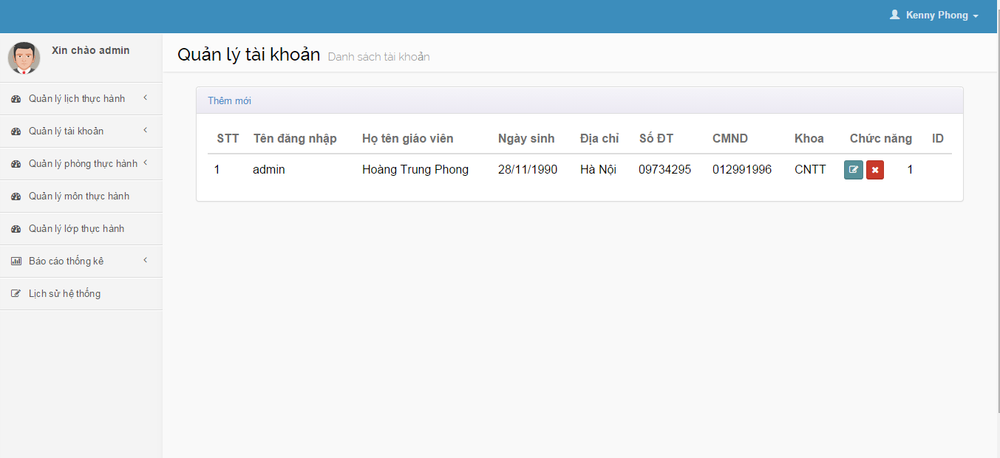 Kenny Phong
Xin chào admin
Quản lý tài khoản Danh sách tài khoản
Quản lý lịch thực hành
Quản lý tài khoản
Quản lý phòng thực hành
Quản lý môn thực hành
Quản lý lớp thực hành
Báo cáo thống kê
Lịch sử hệ thống
Thêm mới
STT Tên đăng nhập Họ tên giáo viên Ngày sinh Địa chỉ Số ĐT CMND Khoa Chức năng ID
1 admin Hoàng Trung Phong 28/11/1990 Hà Nội 09734295 012991996 CNTT 1